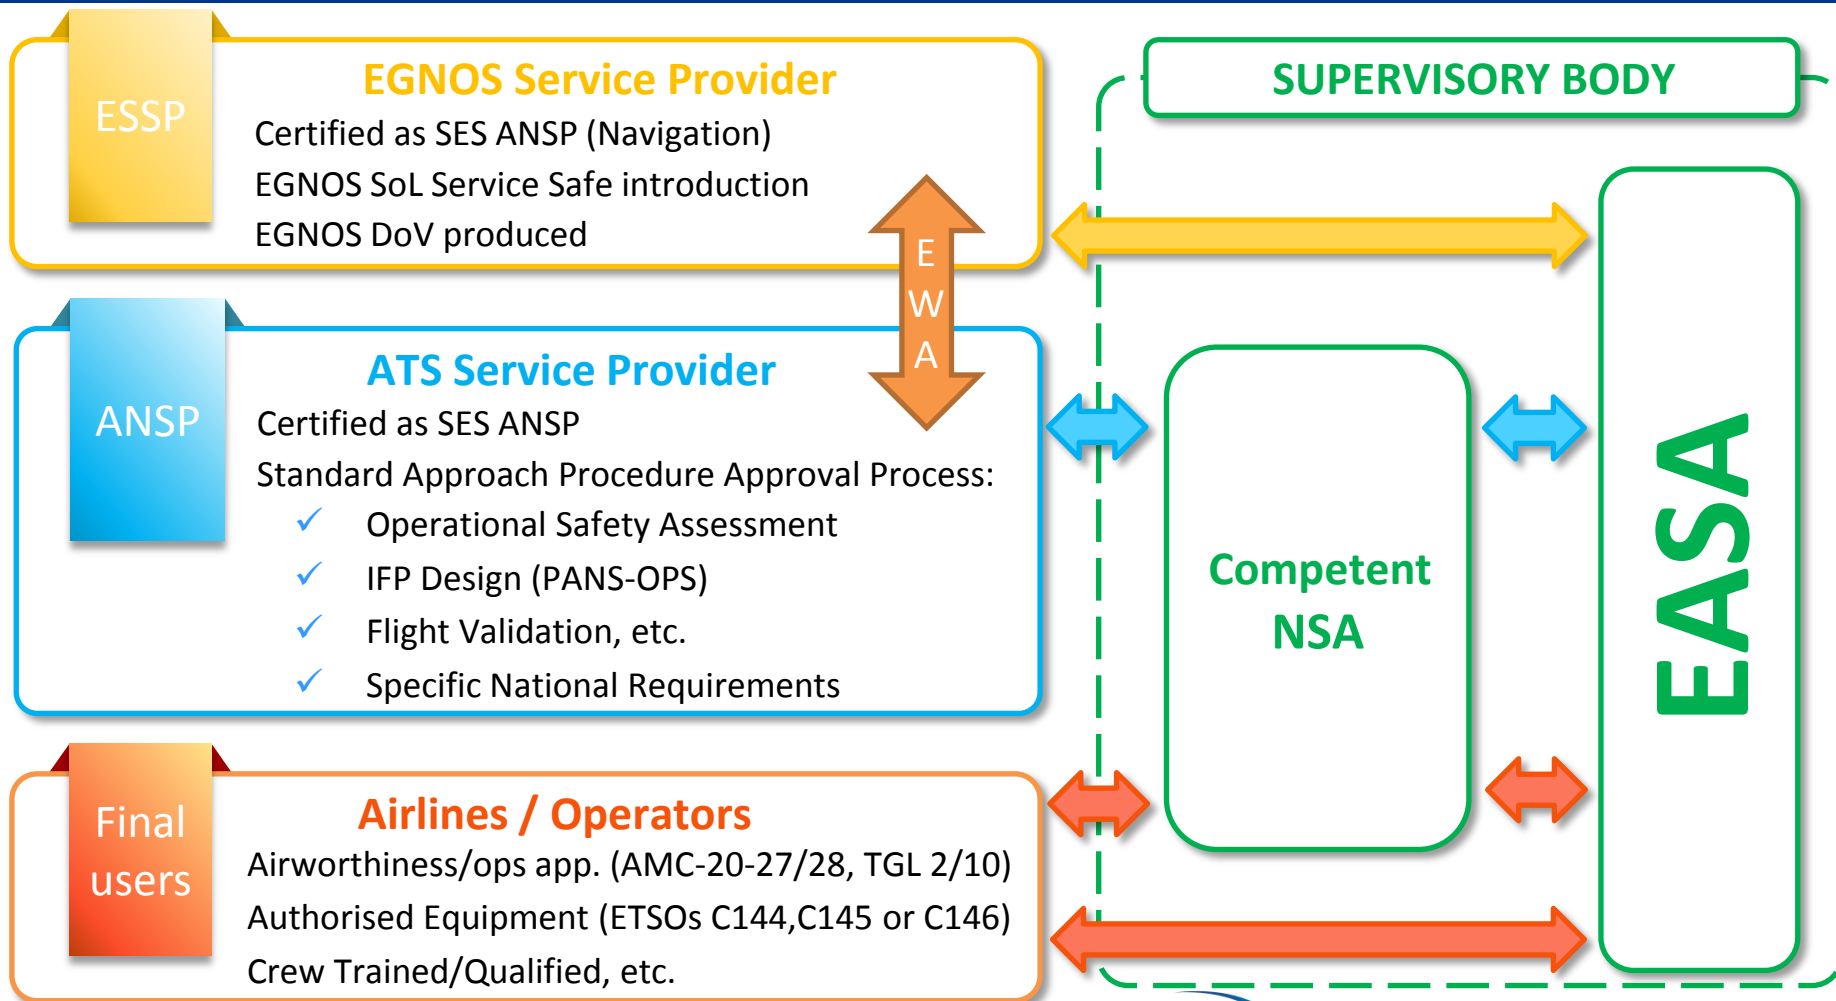 ESSP
EGNOS Service Provider
Certified as SES ANSP (Navigation)
EGNOS SoL Service Safe introduction
EGNOS DoV produced
E
W
A
ANSP
ATS Service Provider
Certified as SES ANSP
Standard Approach Procedure Approval Process:
✓ Operational Safety Assessment
✓ IFP Design (PANS-OPS)
✓ Flight Validation, etc.
✓ Specific National Requirements
Final
users
Airlines / Operators
Airworthiness/ops app. (AMC-20-27/28, TGL 2/10)
Authorised Equipment (ETSOs C144,C145 or C146)
Crew Trained/Qualified, etc.
SUPERVISORY BODY
Competent
NSA
EASA